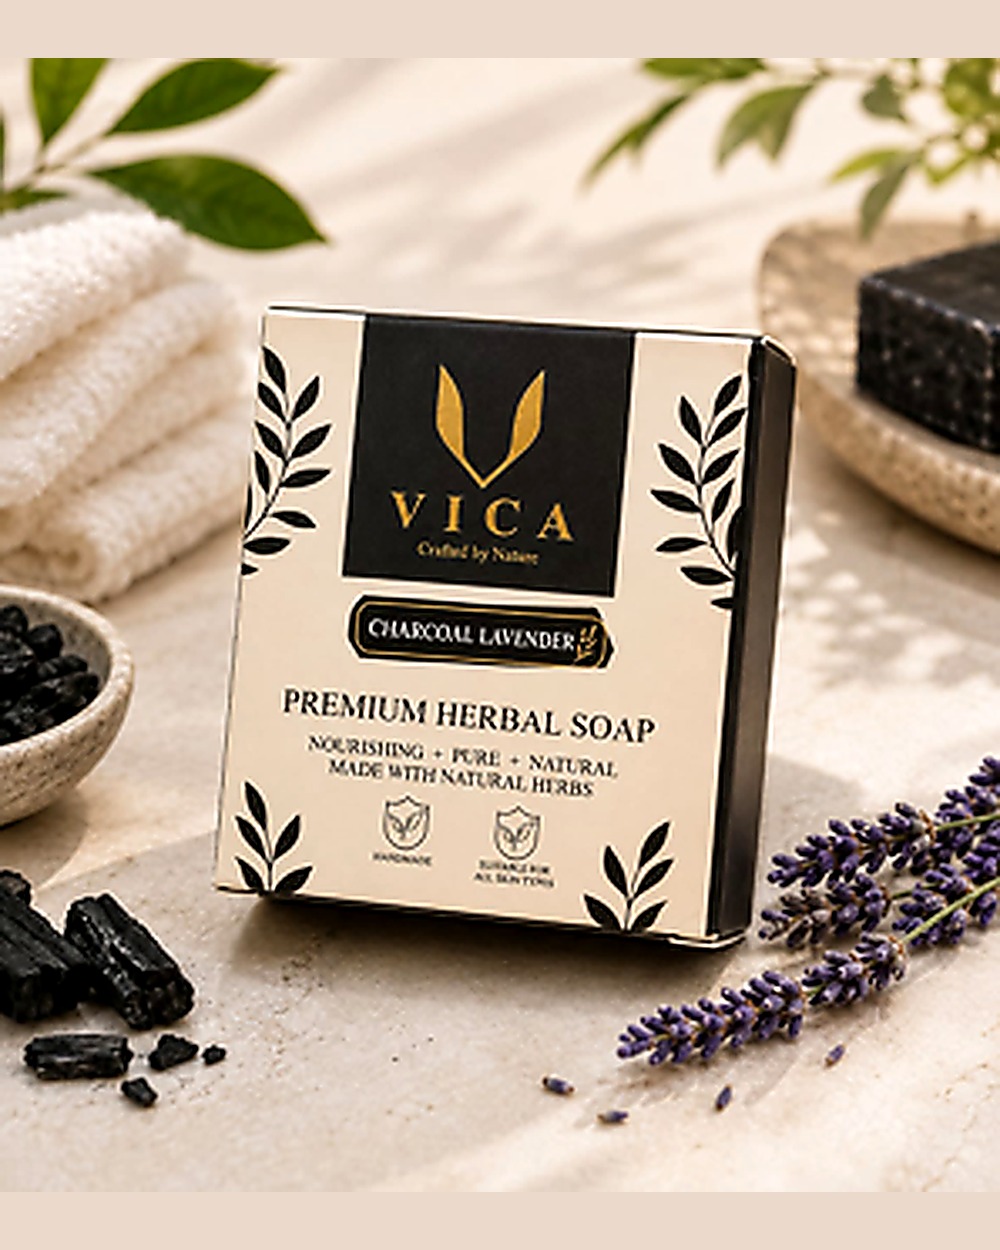 VICA
Crafted by Nature
CHARCOAL LAVENDER
PREMIUM HERBAL SOAP
NOURISHING + PURE + NATURAL
MADE WITH NATURAL HERBS
HANDMADE
SUITABLE FOR
ALL SKIN TYPES